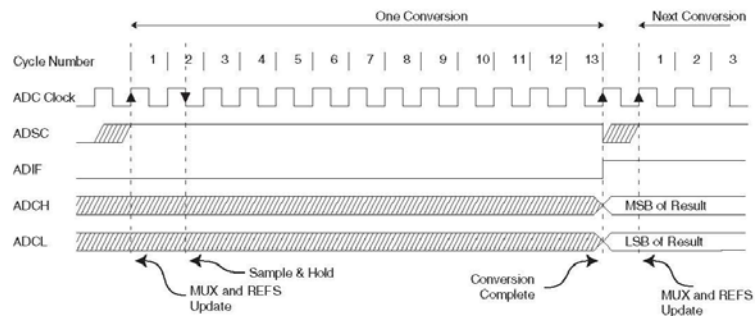 One Conversion Next Conversion
Cycle Number 1 2 3 4 5 6 7 8 9 10 11 12 13 1 2 3
ADC Clock
ADSC
ADIF
ADCH MSB of Result
ADCL LSB of Result
Sample & Hold
MUX and REFS
Update
Conversion
Complete
MUX and REFS
Update